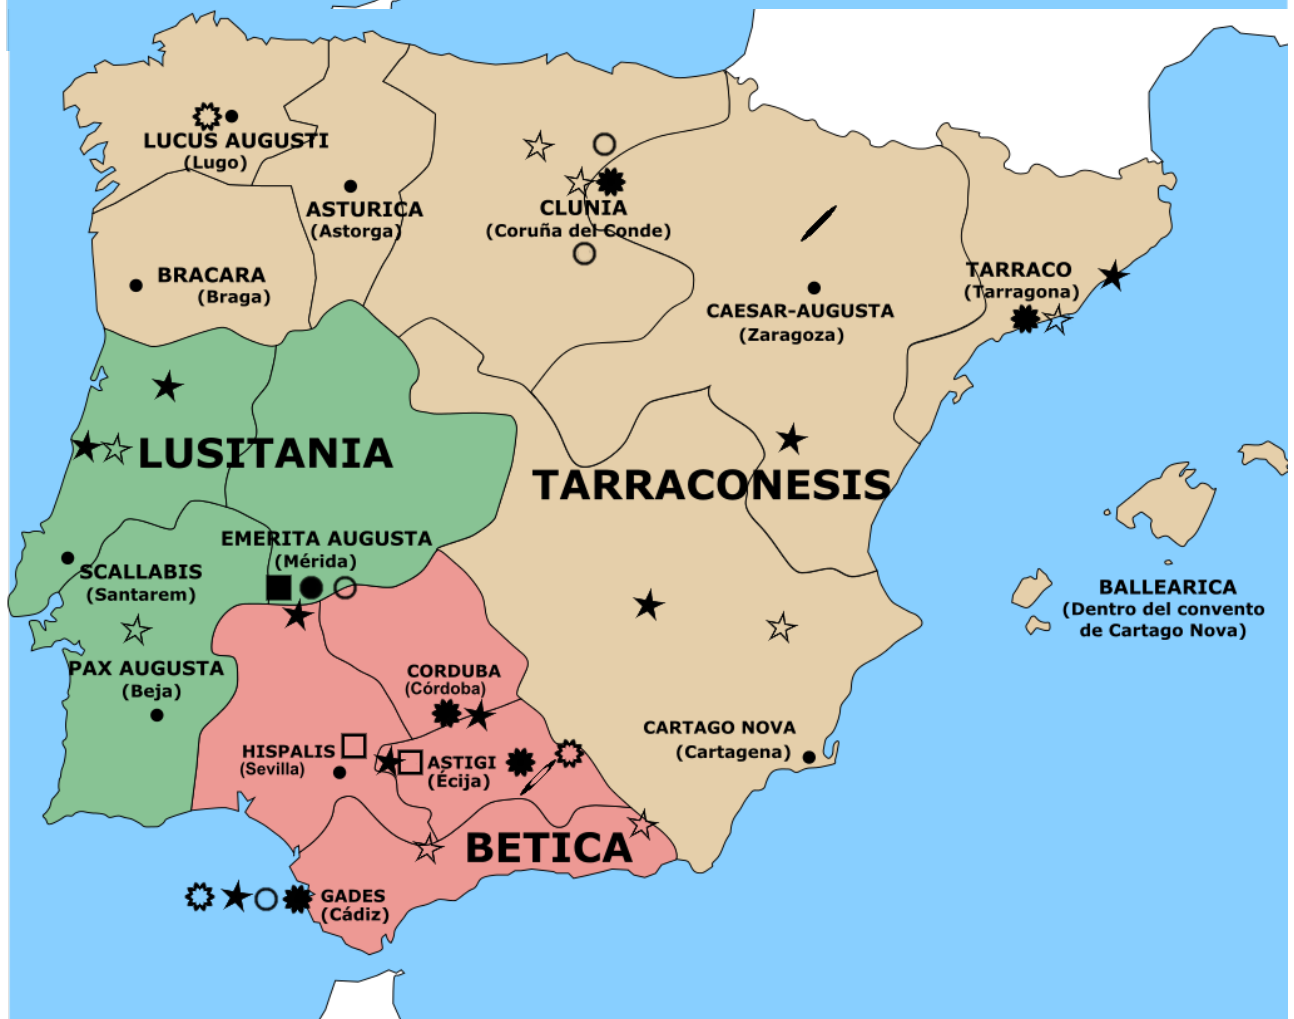 LUCUS AUGUSTI
(Lugo)
ASTURICA
(Astorga)
CLUNIA
(Coruña del Conde)
BRACARA
(Braga)
TARRACO
(Tarragona)
CAESAR-AUGUSTA
(Zaragoza)
LUSITANIA
TARRACONESIS
EMERITA AUGUSTA
(Mérida)
SCALLABIS
(Santarem)
BALLEARICA
(Dentro del convento
de Cartago Nova)
PAX AUGUSTA
(Beja)
CORDUBA
(Córdoba)
CARTAGO NOVA
(Cartagena)
HISPALIS
(Sevilla)
ASTIGI
(Écija)
BETICA
GADES
(Cádiz)